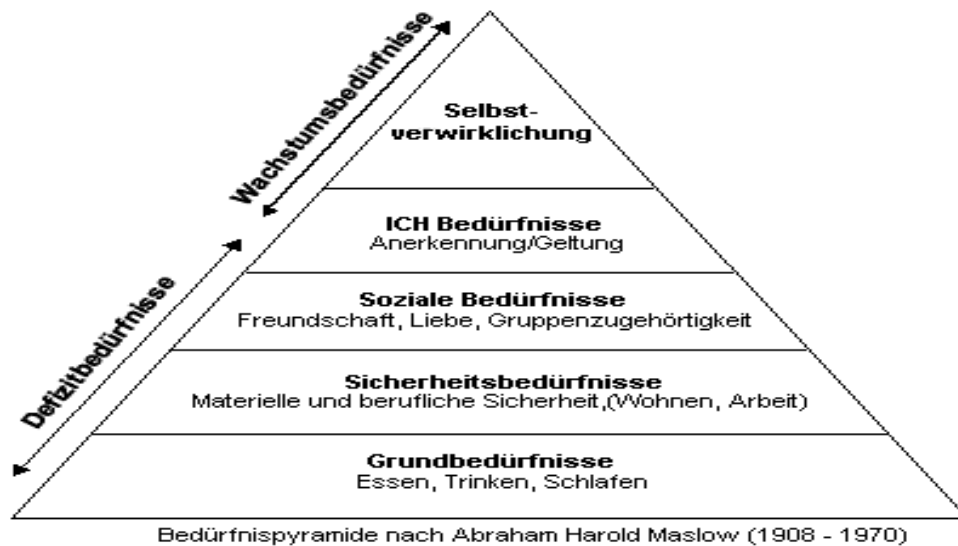 Wachstumsbedürfnisse
Defizitbedürfnisse
Selbst-
verwirklichung
ICH Bedürfnisse
Anerkennung/Geltung
Soziale Bedürfnisse
Freundschaft, Liebe, Gruppenzugehörtigkeit
Sicherheitsbedürfnisse
Materielle und berufliche Sicherheit,(Wohnen, Arbeit)
Grundbedürfnisse
Essen, Trinken, Schlafen
Bedürfnispyramide nach Abraham Harold Maslow (1908 - 1970)